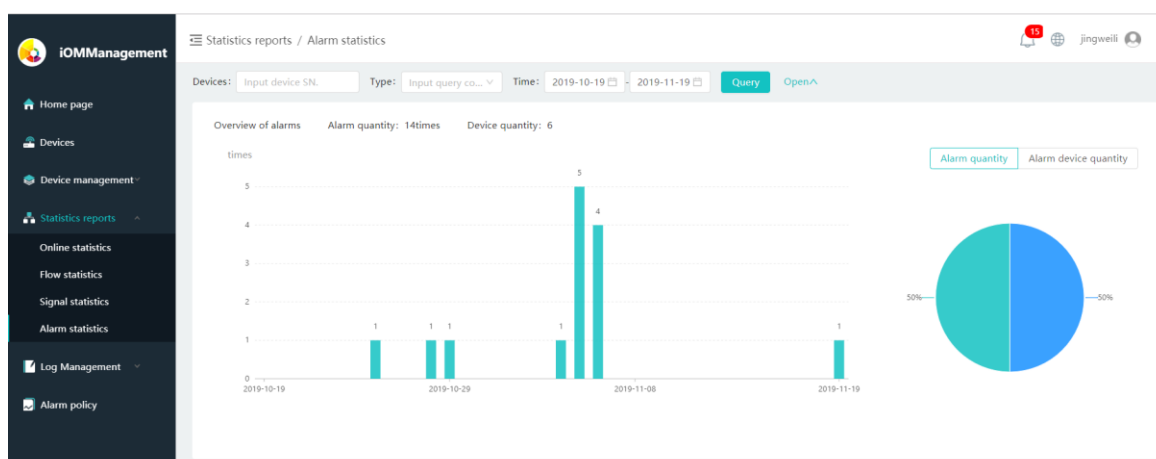 iOMManagement
Statistics reports / Alarm statistics
15
jingweili
Devices: Input device SN. Type: Input query co... Time: 2019-10-19 - 2019-11-19 Query Open
Home page
Devices
Device management
Statistics reports
Online statistics
Flow statistics
Signal statistics
Alarm statistics
Log Management
Alarm policy
Overview of alarms Alarm quantity: 14times Device quantity: 6
times
5
4
3
2
1
0
1 1 1 1 5 4 1
2019-10-19 2019-10-29 2019-11-08 2019-11-19
Alarm quantity Alarm device quantity
50% 50%